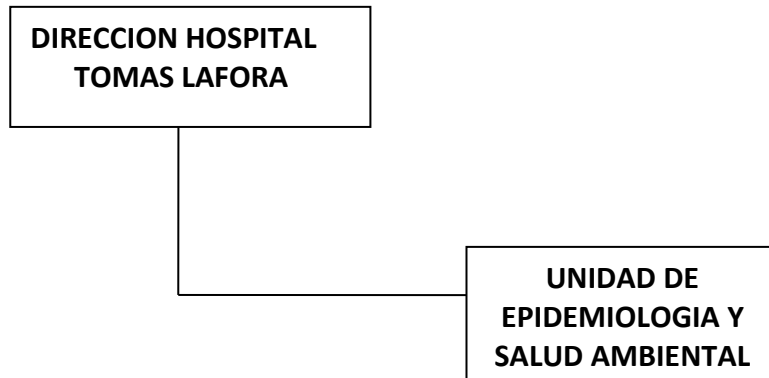 DIRECCION HOSPITAL
TOMAS LAFORA
UNIDAD DE
EPIDEMIOLOGIA Y
SALUD AMBIENTAL